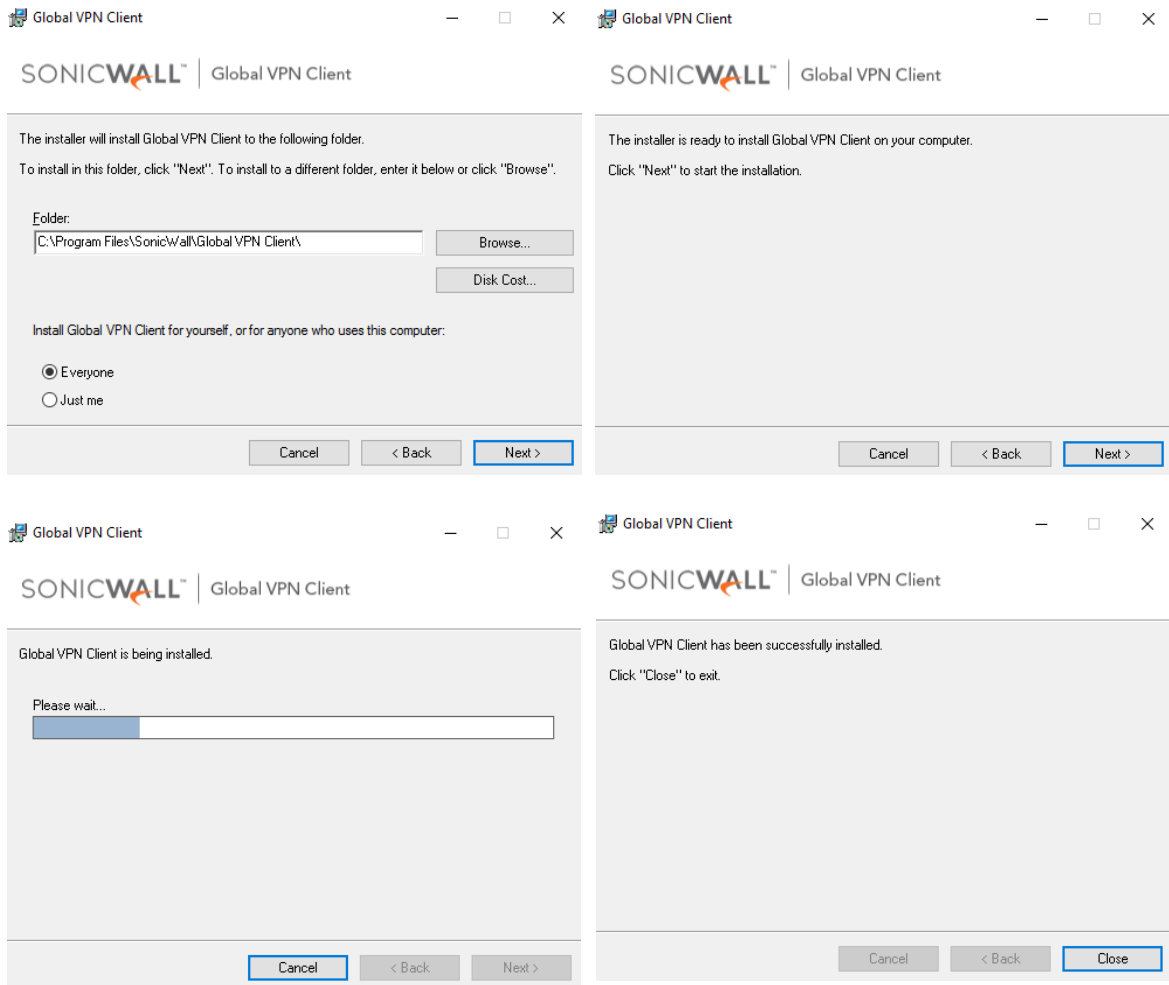 Global VPN Client
SONICWALL™ Global VPN Client
The installer will install Global VPN Client to the following folder.
To install in this folder, click "Next". To install to a different folder, enter it below or click "Browse".
Folder:
C:\Program Files\SonicWall\Global VPN Client\
Browse...
Disk Cost...
Install Global VPN Client for yourself, or for anyone who uses this computer:
Everyone
Just me
Cancel < Back Next >
Global VPN Client
SONICWALL™ Global VPN Client
The installer is ready to install Global VPN Client on your computer.
Click "Next" to start the installation.
Cancel < Back Next >
Global VPN Client
SONICWALL™ Global VPN Client
Global VPN Client is being installed.
Please wait...
Cancel < Back Next >
Global VPN Client
SONICWALL™ Global VPN Client
Global VPN Client has been successfully installed.
Click "Close" to exit.
Cancel < Back Close